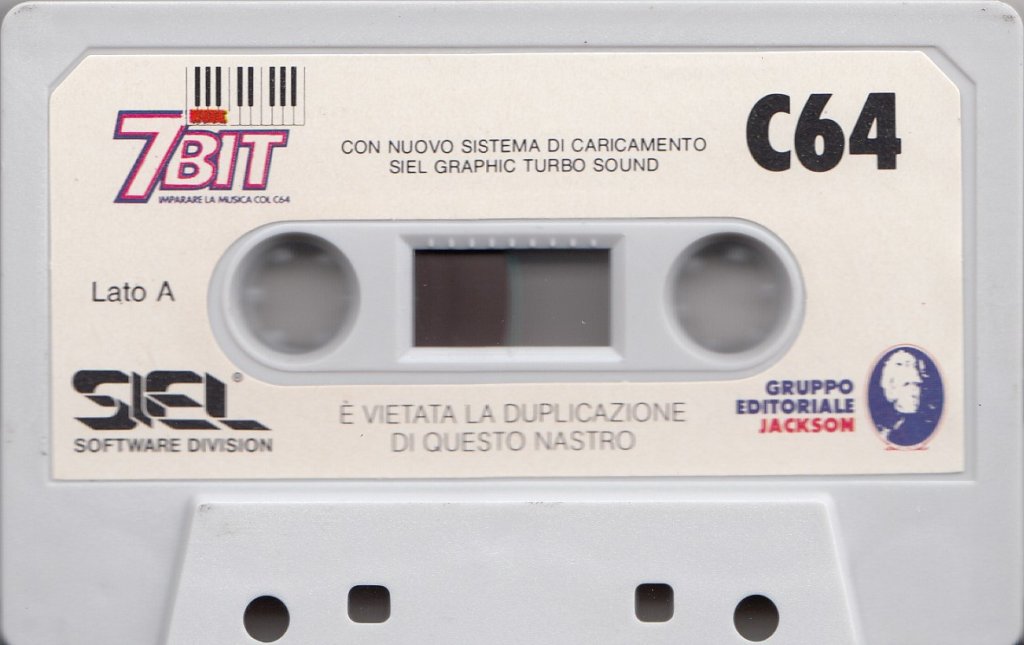 7BIT
IMPARARE LA MUSICA COL C64
CON NUOVO SISTEMA DI CARICAMENTO
SIEL GRAPHIC TURBO SOUND
C64
Lato A
SIEL®
SOFTWARE DIVISION
È VIETATA LA DUPLICAZIONE
DI QUESTO NASTRO
GRUPPO
EDITORIALE
JACKSON